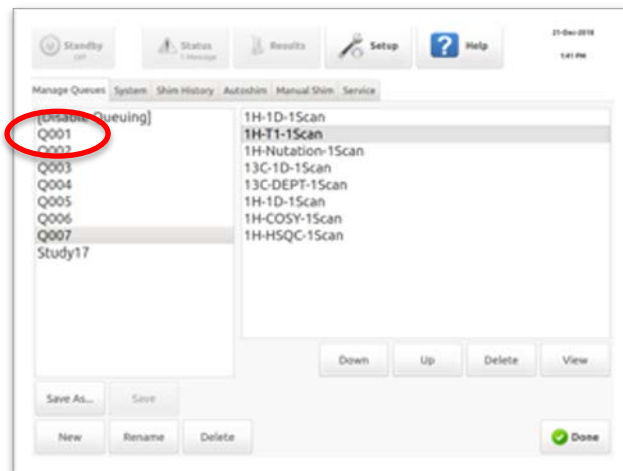 Standby
Off
Status
1 Message
Results
Setup
Help
21-Dec-2018
1:41 PM
Manage Queues System Shim History Autoshim Manual Shim Service
[Disable Queuing]
Q001
Q002
Q003
Q004
Q005
Q006
Q007
Study17
1H-1D-1Scan
1H-T1-1Scan
1H-Nutation-1Scan
13C-1D-1Scan
13C-DEPT-1Scan
1H-1D-1Scan
1H-COSY-1Scan
1H-HSQC-1Scan
Down Up Delete View
Save As... Save
New Rename Delete Done